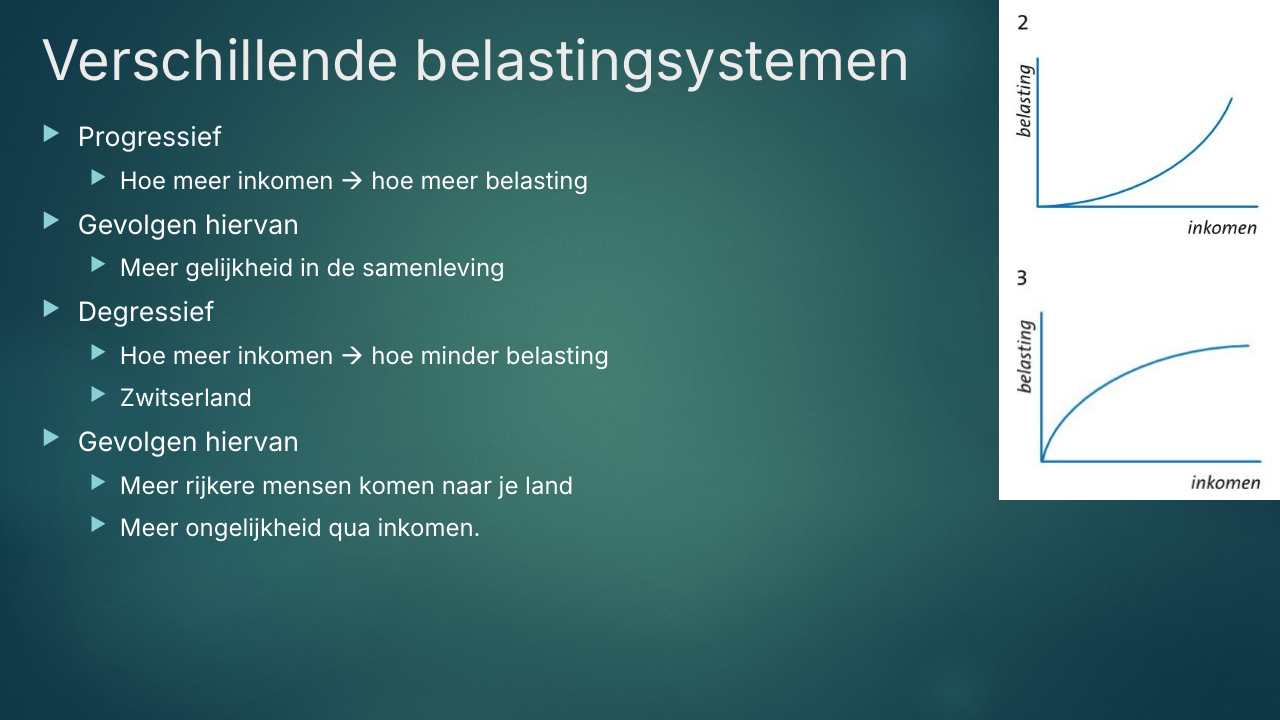 Verschillende belastingsystemen
Progressief
Hoe meer inkomen → hoe meer belasting
Gevolgen hiervan
Meer gelijkheid in de samenleving
Degressief
Hoe meer inkomen → hoe minder belasting
Zwitserland
Gevolgen hiervan
Meer rijkere mensen komen naar je land
Meer ongelijkheid qua inkomen.
2
belasting
inkomen
3
belasting
inkomen